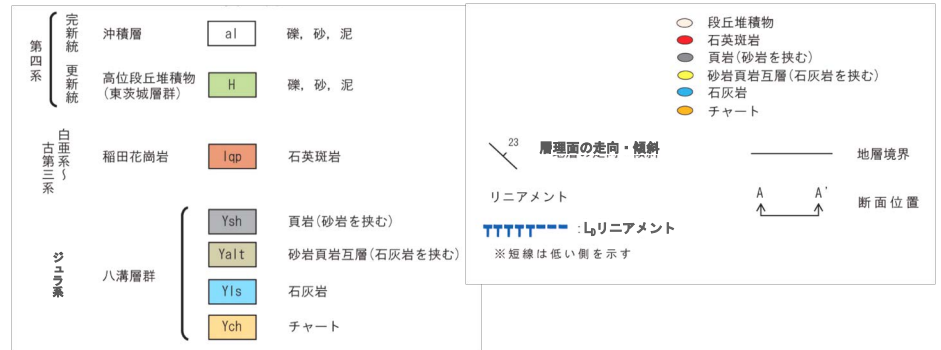 第四系
完新統
沖積層 al 礫，砂，泥
更新統
高位段丘堆積物
(東茨城層群) H 礫，砂，泥
白亜系～
古第三系
稲田花崗岩 Iqp 石英斑岩
ジュラ系
八溝層群
Ysh 頁岩(砂岩を挟む)
Yalt 砂岩頁岩互層(石灰岩を挟む)
Yls 石灰岩
Ych チャート
段丘堆積物
石英斑岩
頁岩(砂岩を挟む)
砂岩頁岩互層(石灰岩を挟む)
石灰岩
チャート
23 層理面の走向・傾斜
地層境界
リニアメント
A A' 断面位置
:LDリニアメント
※短線は低い側を示す